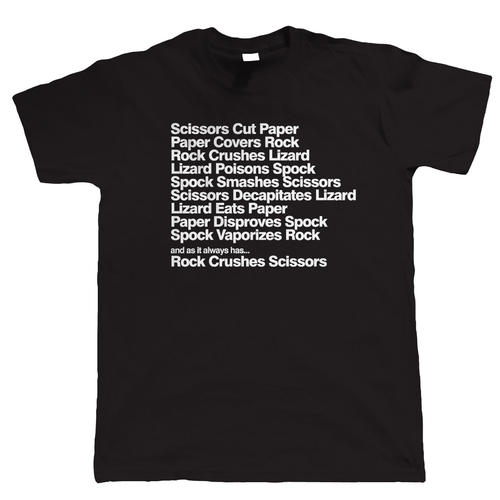 Scissors Cut Paper
Paper Covers Rock
Rock Crushes Lizard
Lizard Poisons Spock
Spock Smashes Scissors
Scissors Decapitates Lizard
Lizard Eats Paper
Paper Disproves Spock
Spock Vaporizes Rock
and as it always has...
Rock Crushes Scissors